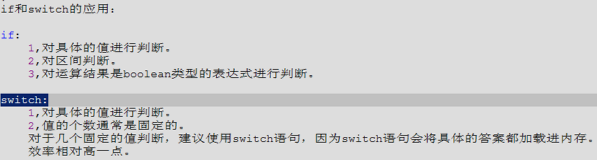 if和switch的应用：
if:
1,对具体的值进行判断。
2,对区间判断。
3,对运算结果是boolean类型的表达式进行判断。
switch:
1,对具体的值进行判断。
2,值的个数通常是固定的。
对于几个固定的值判断，建议使用switch语句，因为switch语句会将具体的答案都加载进内存。
效率相对高一点。